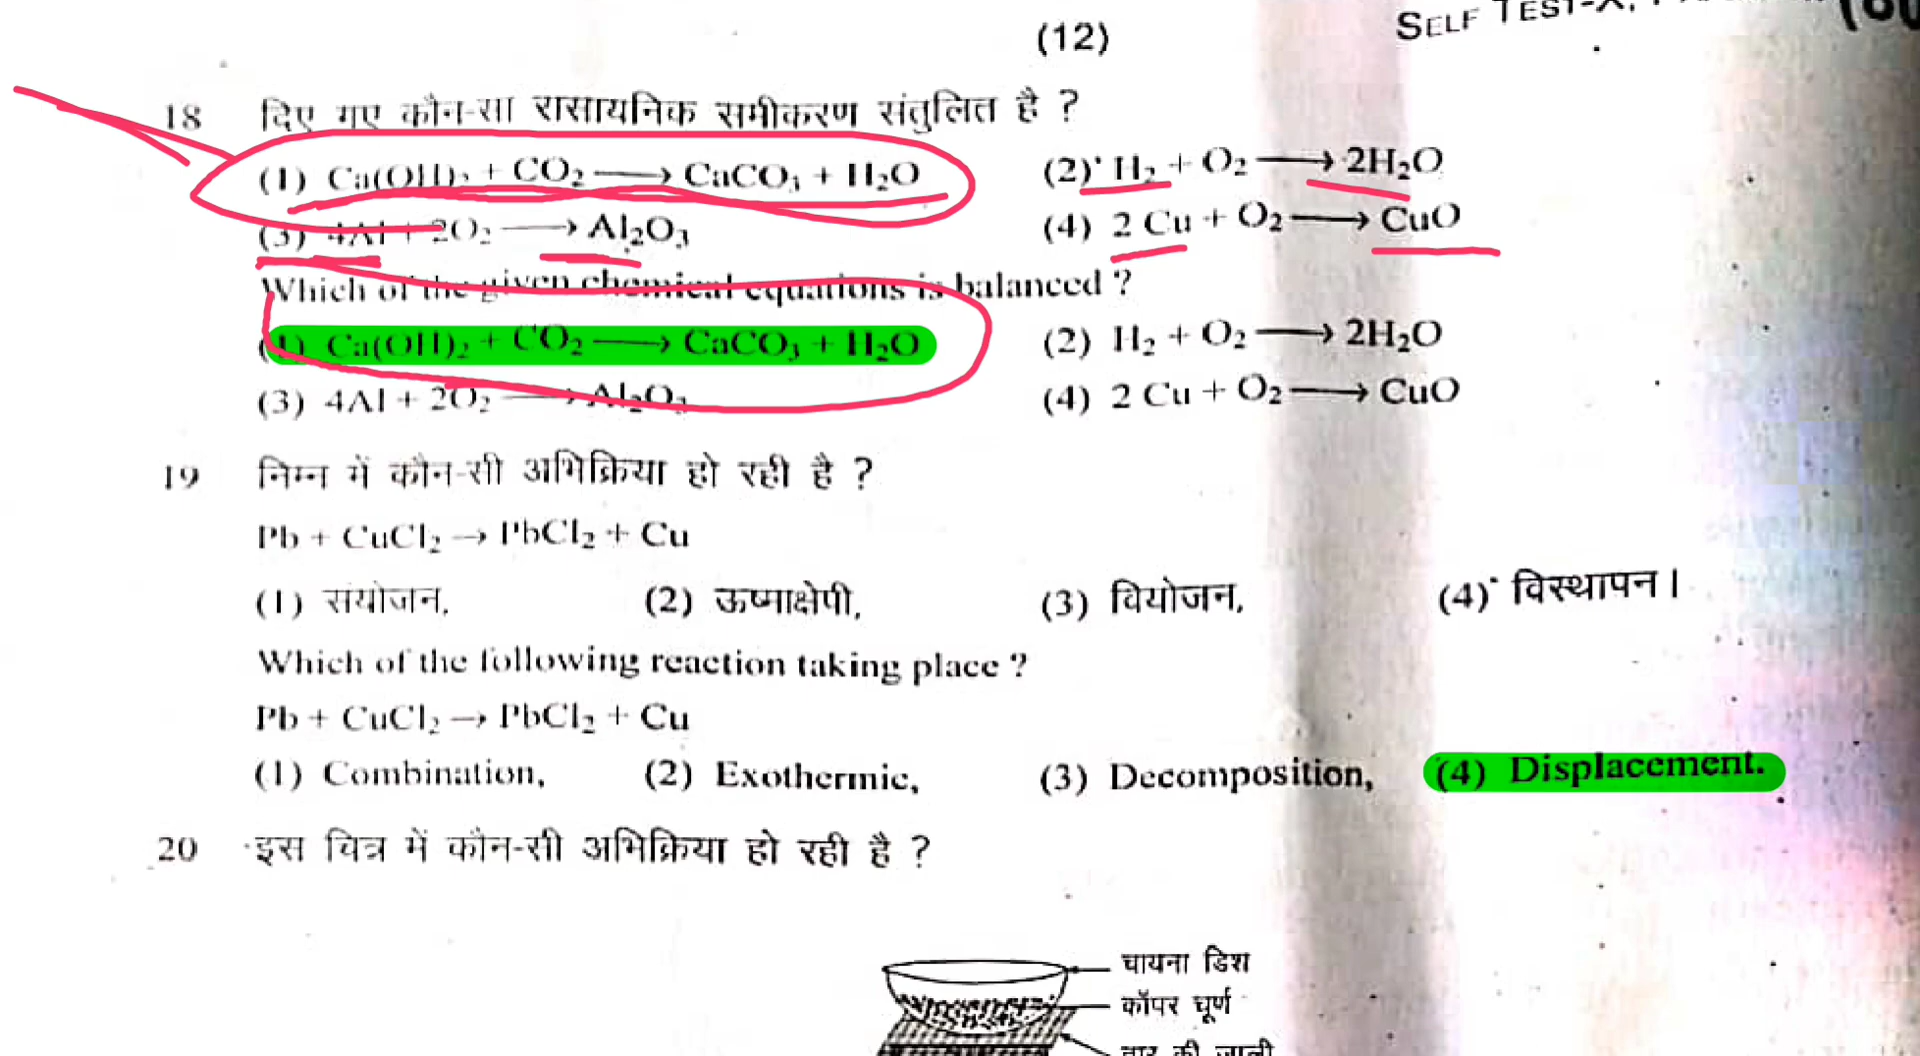 (12)
SELF TEST-X,
18 दिए गए कौन-सा रासायनिक समीकरण संतुलित है ?
(1) Ca(OH)₂ + CO₂ ⟶ CaCO₃ + H₂O (2) H₂ + O₂ ⟶ 2H₂O
(3) 4Al + 2O₂ ⟶ Al₂O₃ (4) 2 Cu + O₂ ⟶ CuO
Which of the given chemical equations is balanced ?
(1) Ca(OH)₂ + CO₂ ⟶ CaCO₃ + H₂O (2) H₂ + O₂ ⟶ 2H₂O
(3) 4Al + 2O₂ ⟶ Al₂O₃ (4) 2 Cu + O₂ ⟶ CuO
19 निम्न में कौन-सी अभिक्रिया हो रही है ?
Pb + CuCl₂ → PbCl₂ + Cu
(1) संयोजन, (2) ऊष्माक्षेपी, (3) वियोजन, (4) विस्थापन ।
Which of the following reaction taking place ?
Pb + CuCl₂ → PbCl₂ + Cu
(1) Combination, (2) Exothermic, (3) Decomposition, (4) Displacement.
20 इस चित्र में कौन-सी अभिक्रिया हो रही है ?
चायना डिश
कॉपर चूर्ण
तार की जाली